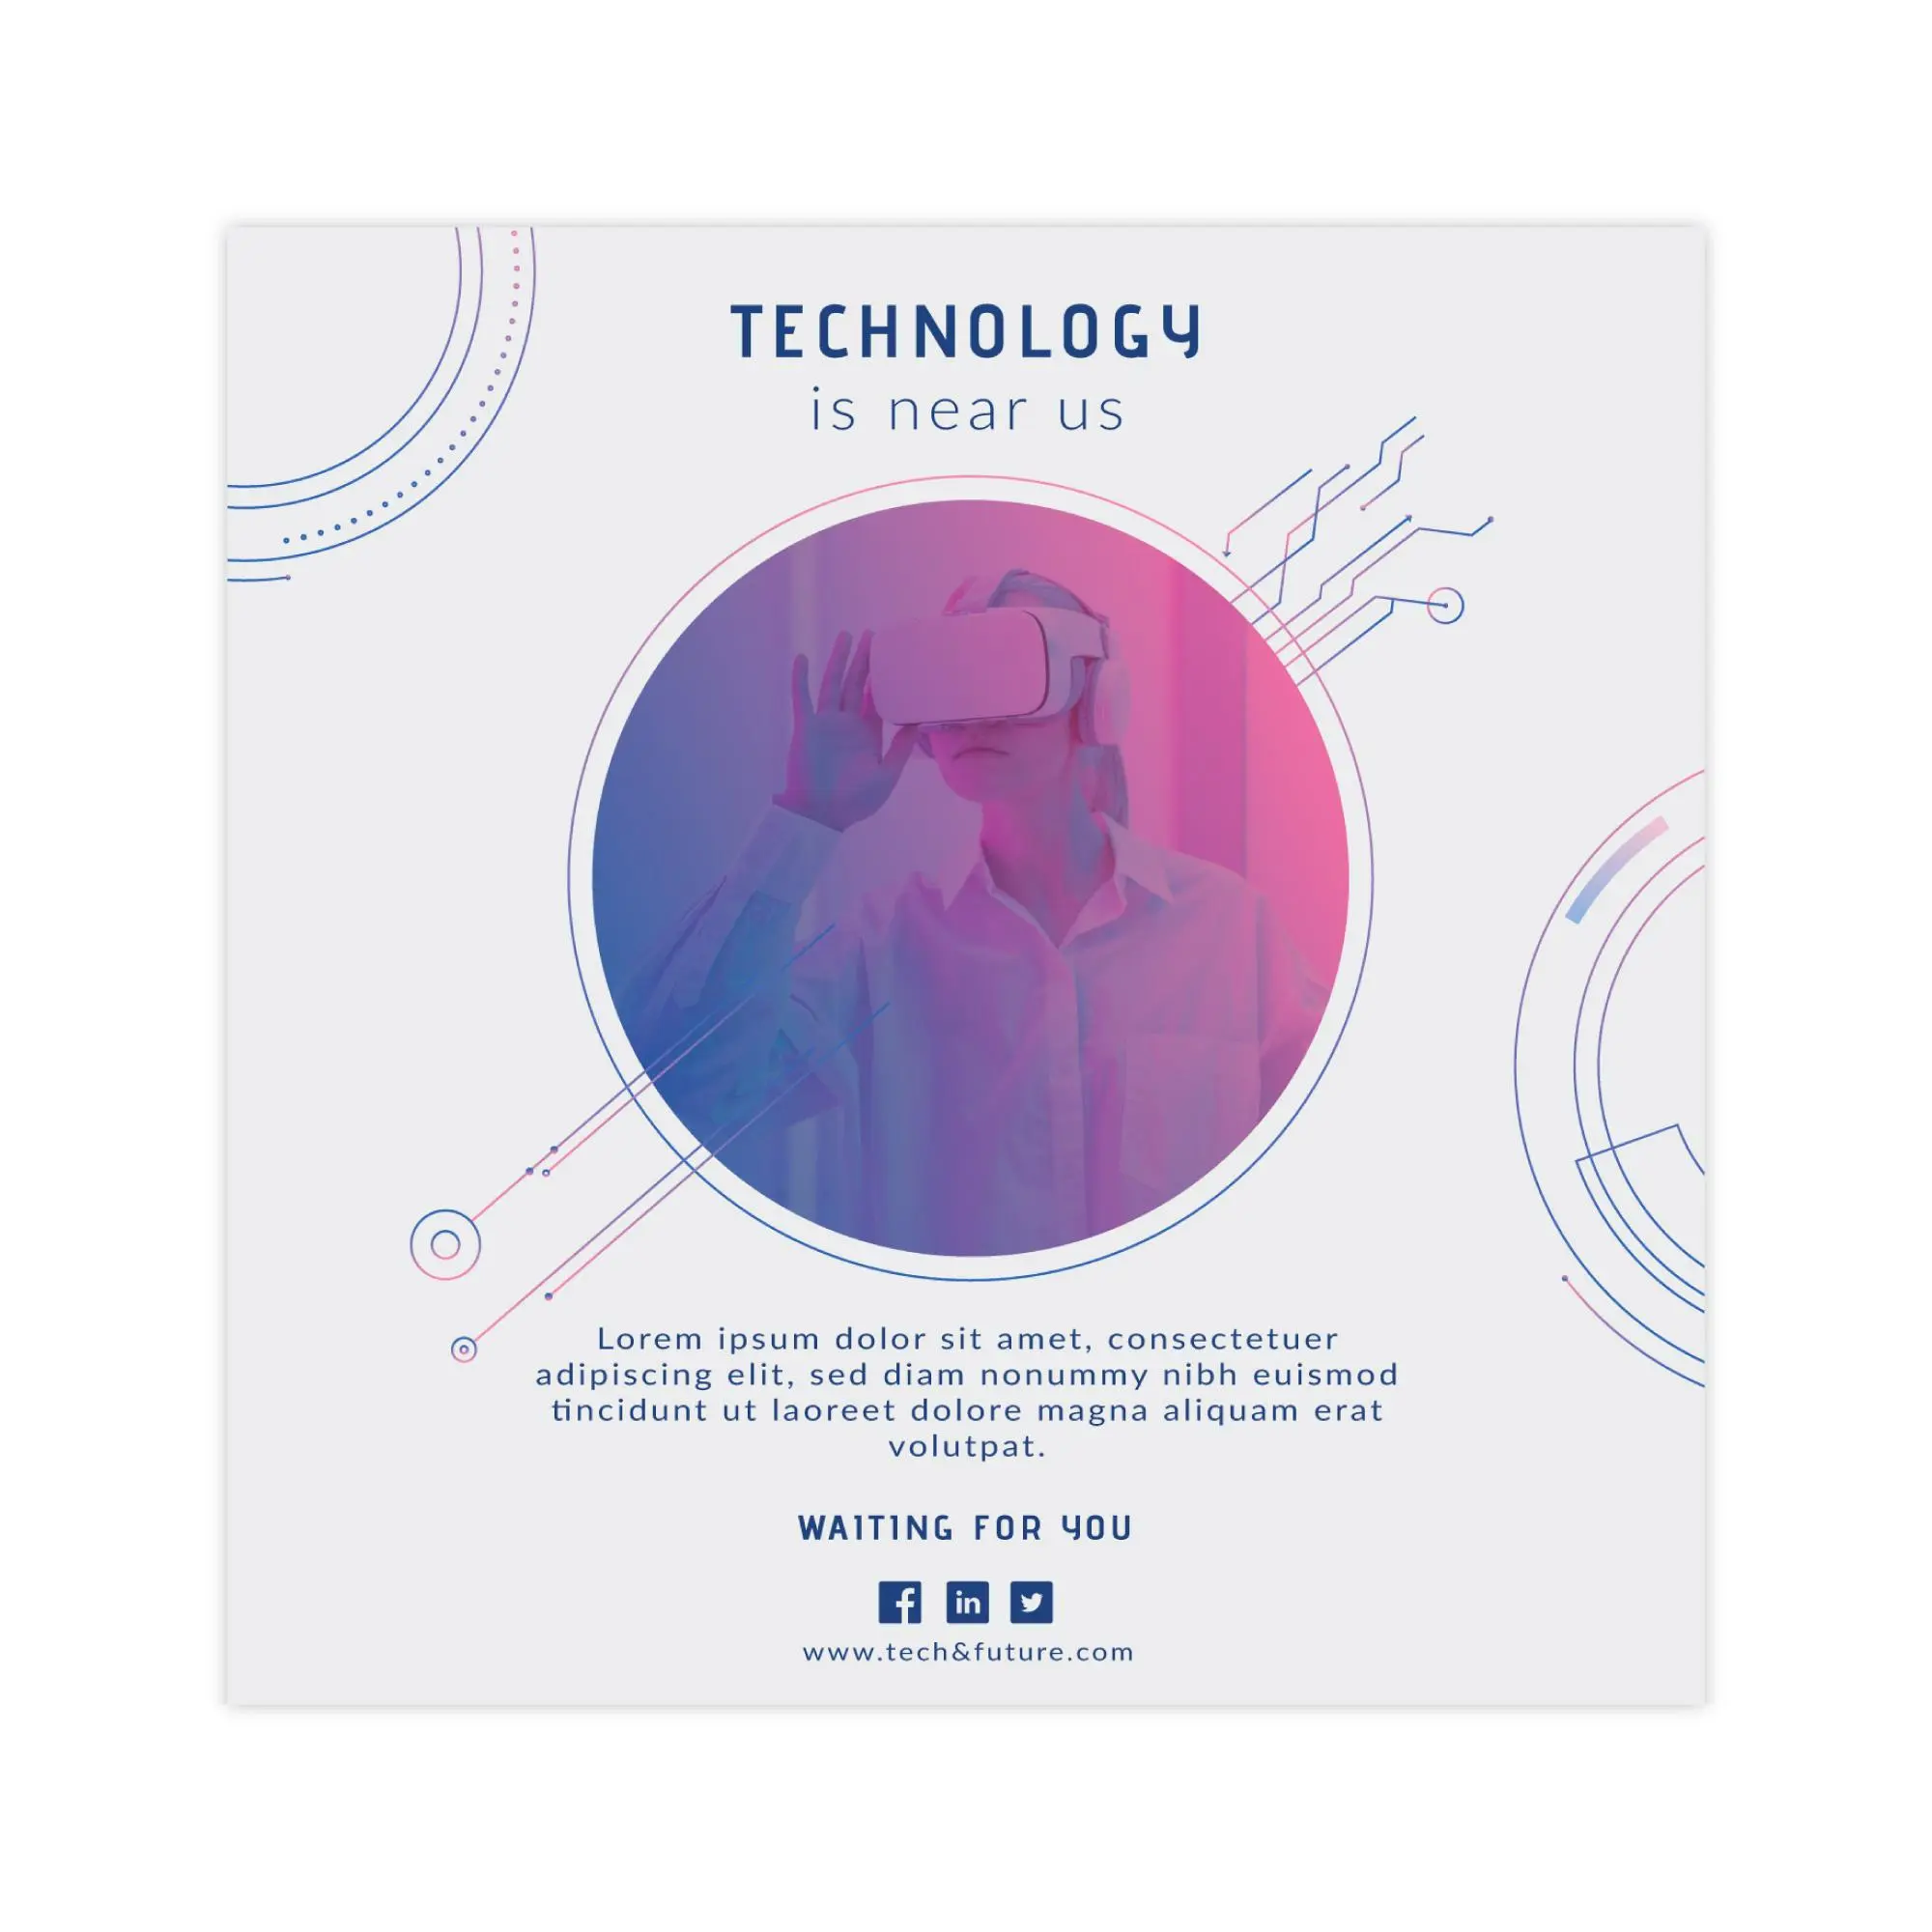 TECHNOLOGY
is near us
Lorem ipsum dolor sit amet, consectetuer
adipiscing elit, sed diam nonummy nibh euismod
tincidunt ut laoreet dolore magna aliquam erat
volutpat.
WAITING FOR YOU
f in
www.tech&future.com